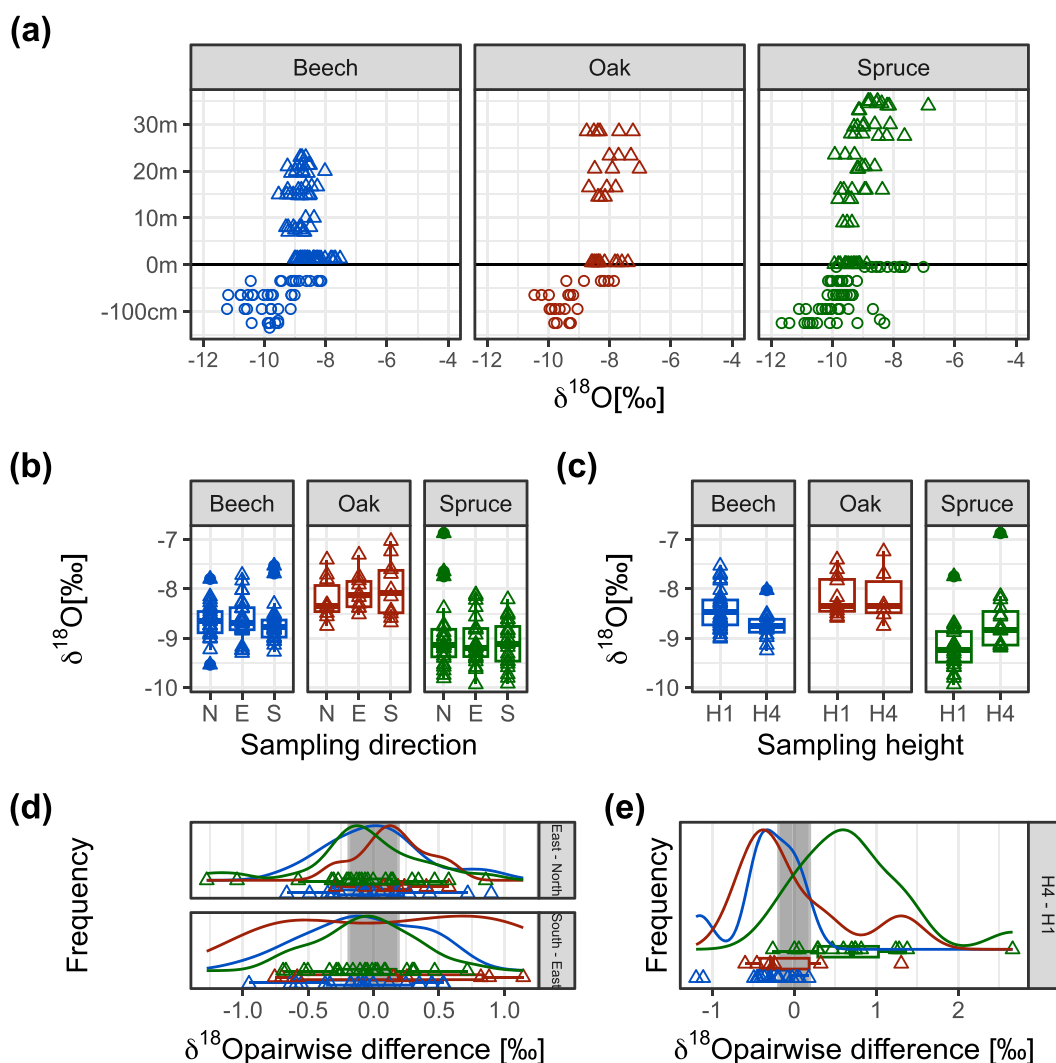 (a)
Beech Oak Spruce
30m
20m
10m
0m
-100cm
-12 -10 -8 -6 -4 -12 -10 -8 -6 -4 -12 -10 -8 -6 -4
δ¹⁸O[‰]
(b)
Beech Oak Spruce
-7
-8
-9
-10
δ¹⁸O[‰]
N E S N E S N E S
Sampling direction
(c)
Beech Oak Spruce
-7
-8
-9
-10
δ¹⁸O[‰]
H1 H4 H1 H4 H1 H4
Sampling height
(d)
Frequency
East - North
South - East
-1.0 -0.5 0.0 0.5 1.0
δ¹⁸Opairwise difference [‰]
(e)
Frequency
H4 - H1
-1 0 1 2
δ¹⁸Opairwise difference [‰]